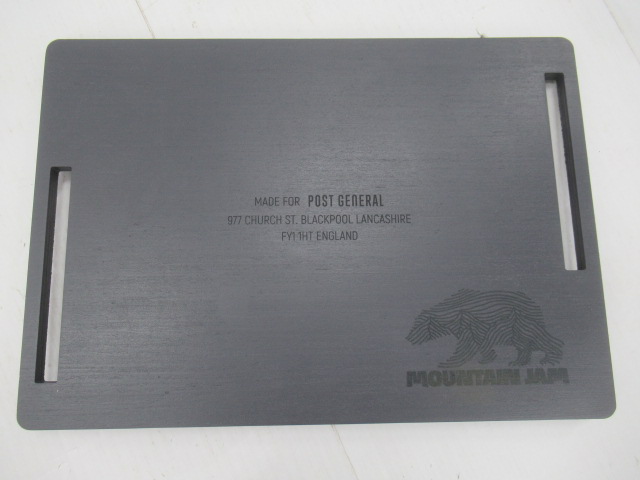 MADE FOR POST GENERAL
977 CHURCH ST. BLACKPOOL LANCASHIRE
FY1 1HT ENGLAND
MOUNTAIN JAM